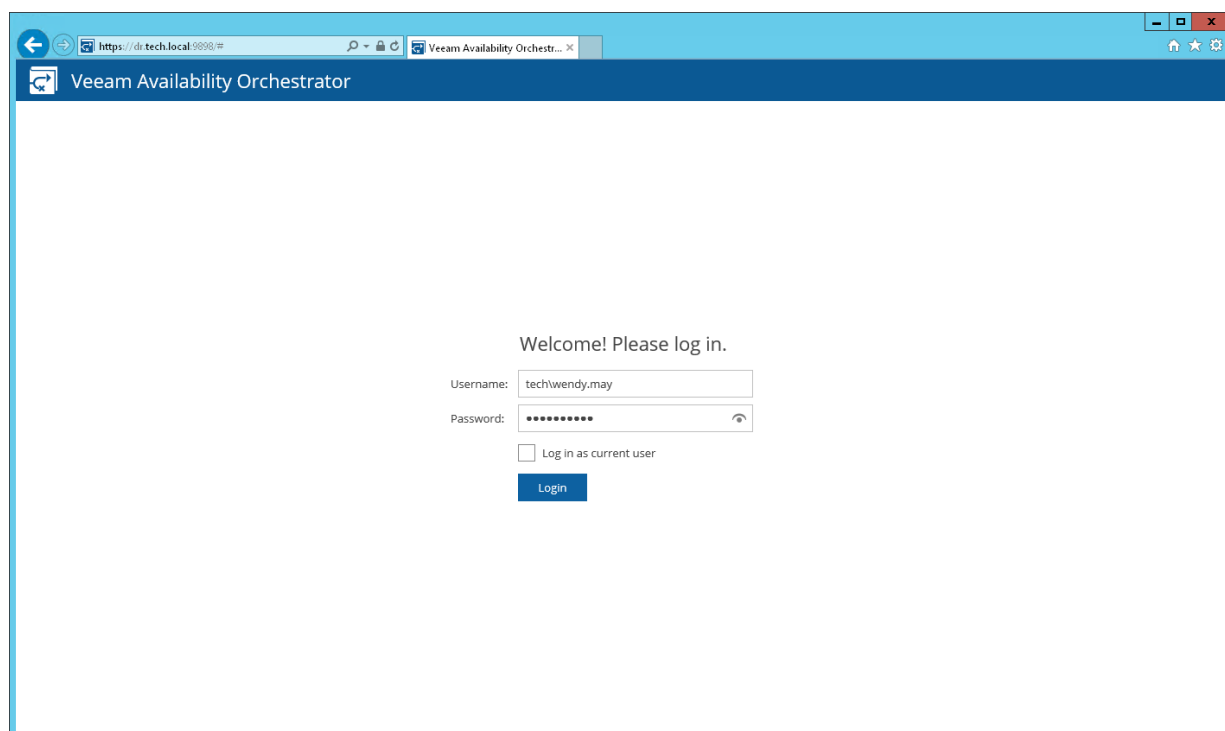 https://dr.tech.local:9898/#
Veeam Availability Orchestr...
Veeam Availability Orchestrator
Welcome! Please log in.
Username: tech\wendy.may
Password: ••••••••••
Log in as current user
Login